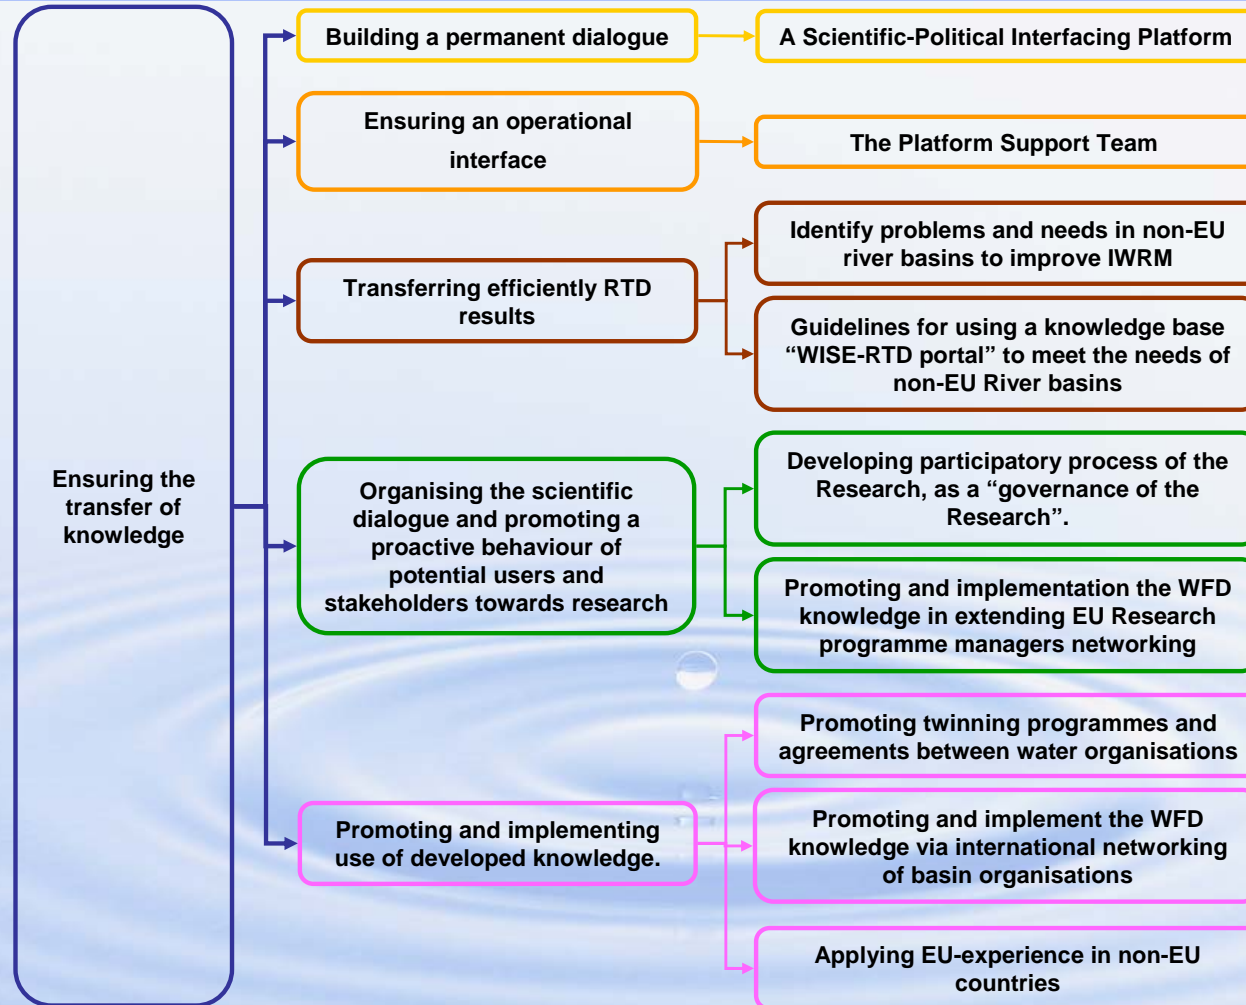 Ensuring the
transfer of
knowledge
Building a permanent dialogue
A Scientific-Political Interfacing Platform
Ensuring an operational
interface
The Platform Support Team
Transferring efficiently RTD
results
Identify problems and needs in non-EU
river basins to improve IWRM
Guidelines for using a knowledge base
“WISE-RTD portal” to meet the needs of
non-EU River basins
Organising the scientific
dialogue and promoting a
proactive behaviour of
potential users and
stakeholders towards research
Developing participatory process of the
Research, as a “governance of the
Research”.
Promoting and implementation the WFD
knowledge in extending EU Research
programme managers networking
Promoting and implementing
use of developed knowledge.
Promoting twinning programmes and
agreements between water organisations
Promoting and implement the WFD
knowledge via international networking
of basin organisations
Applying EU-experience in non-EU
countries